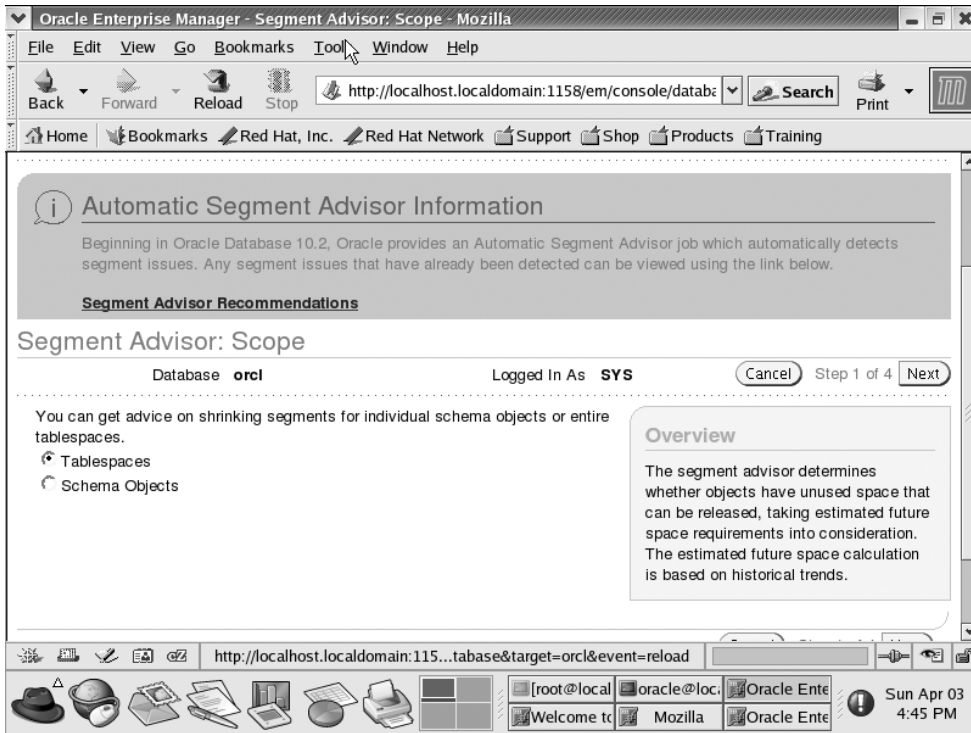 Oracle Enterprise Manager - Segment Advisor: Scope - Mozilla
File Edit View Go Bookmarks Tool Window Help
Back Forward Reload Stop http://localhost.localdomain:1158/em/console/databa Search Print
Home Bookmarks Red Hat, Inc. Red Hat Network Support Shop Products Training
Automatic Segment Advisor Information
Beginning in Oracle Database 10.2, Oracle provides an Automatic Segment Advisor job which automatically detects
segment issues. Any segment issues that have already been detected can be viewed using the link below.
Segment Advisor Recommendations
Segment Advisor: Scope
Database orcl Logged In As SYS Cancel Step 1 of 4 Next
You can get advice on shrinking segments for individual schema objects or entire
tablespaces.
Tablespaces
Schema Objects
Overview
The segment advisor determines
whether objects have unused space that
can be released, taking estimated future
space requirements into consideration.
The estimated future space calculation
is based on historical trends.
http://localhost.localdomain:115...tabase&target=orcl&event=reload
[root@local oracle@loc: Oracle Ente
Welcome to Mozilla Oracle Ente
Sun Apr 03
4:45 PM